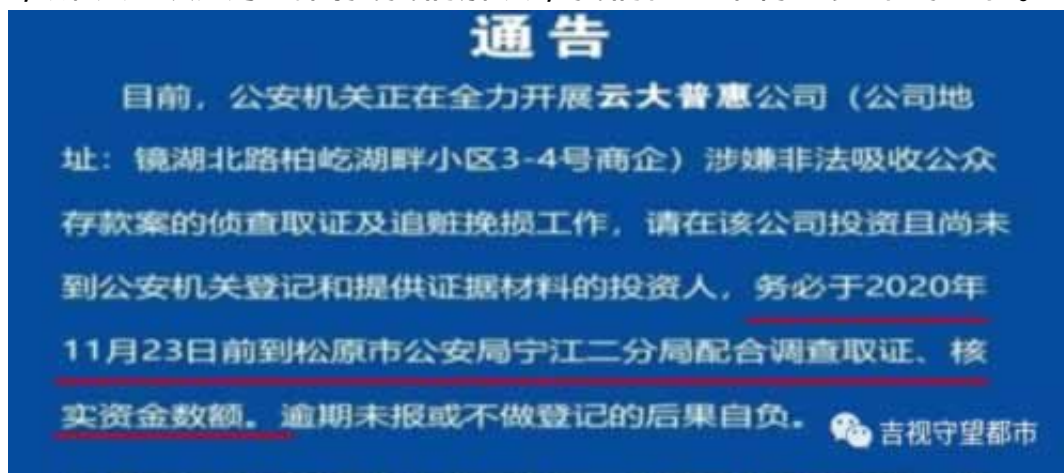 通告
目前，公安机关正在全力开展云大普惠公司（公司地
址：镜湖北路柏屹湖畔小区3-4号商企）涉嫌非法吸收公众
存款案的侦查取证及追赃挽损工作，请在该公司投资且尚未
到公安机关登记和提供证据材料的投资人，务必于2020年
11月23日前到松原市公安局宁江二分局配合调查取证、核
实资金数额。逾期未报或不做登记的后果自负。
吉视守望都市